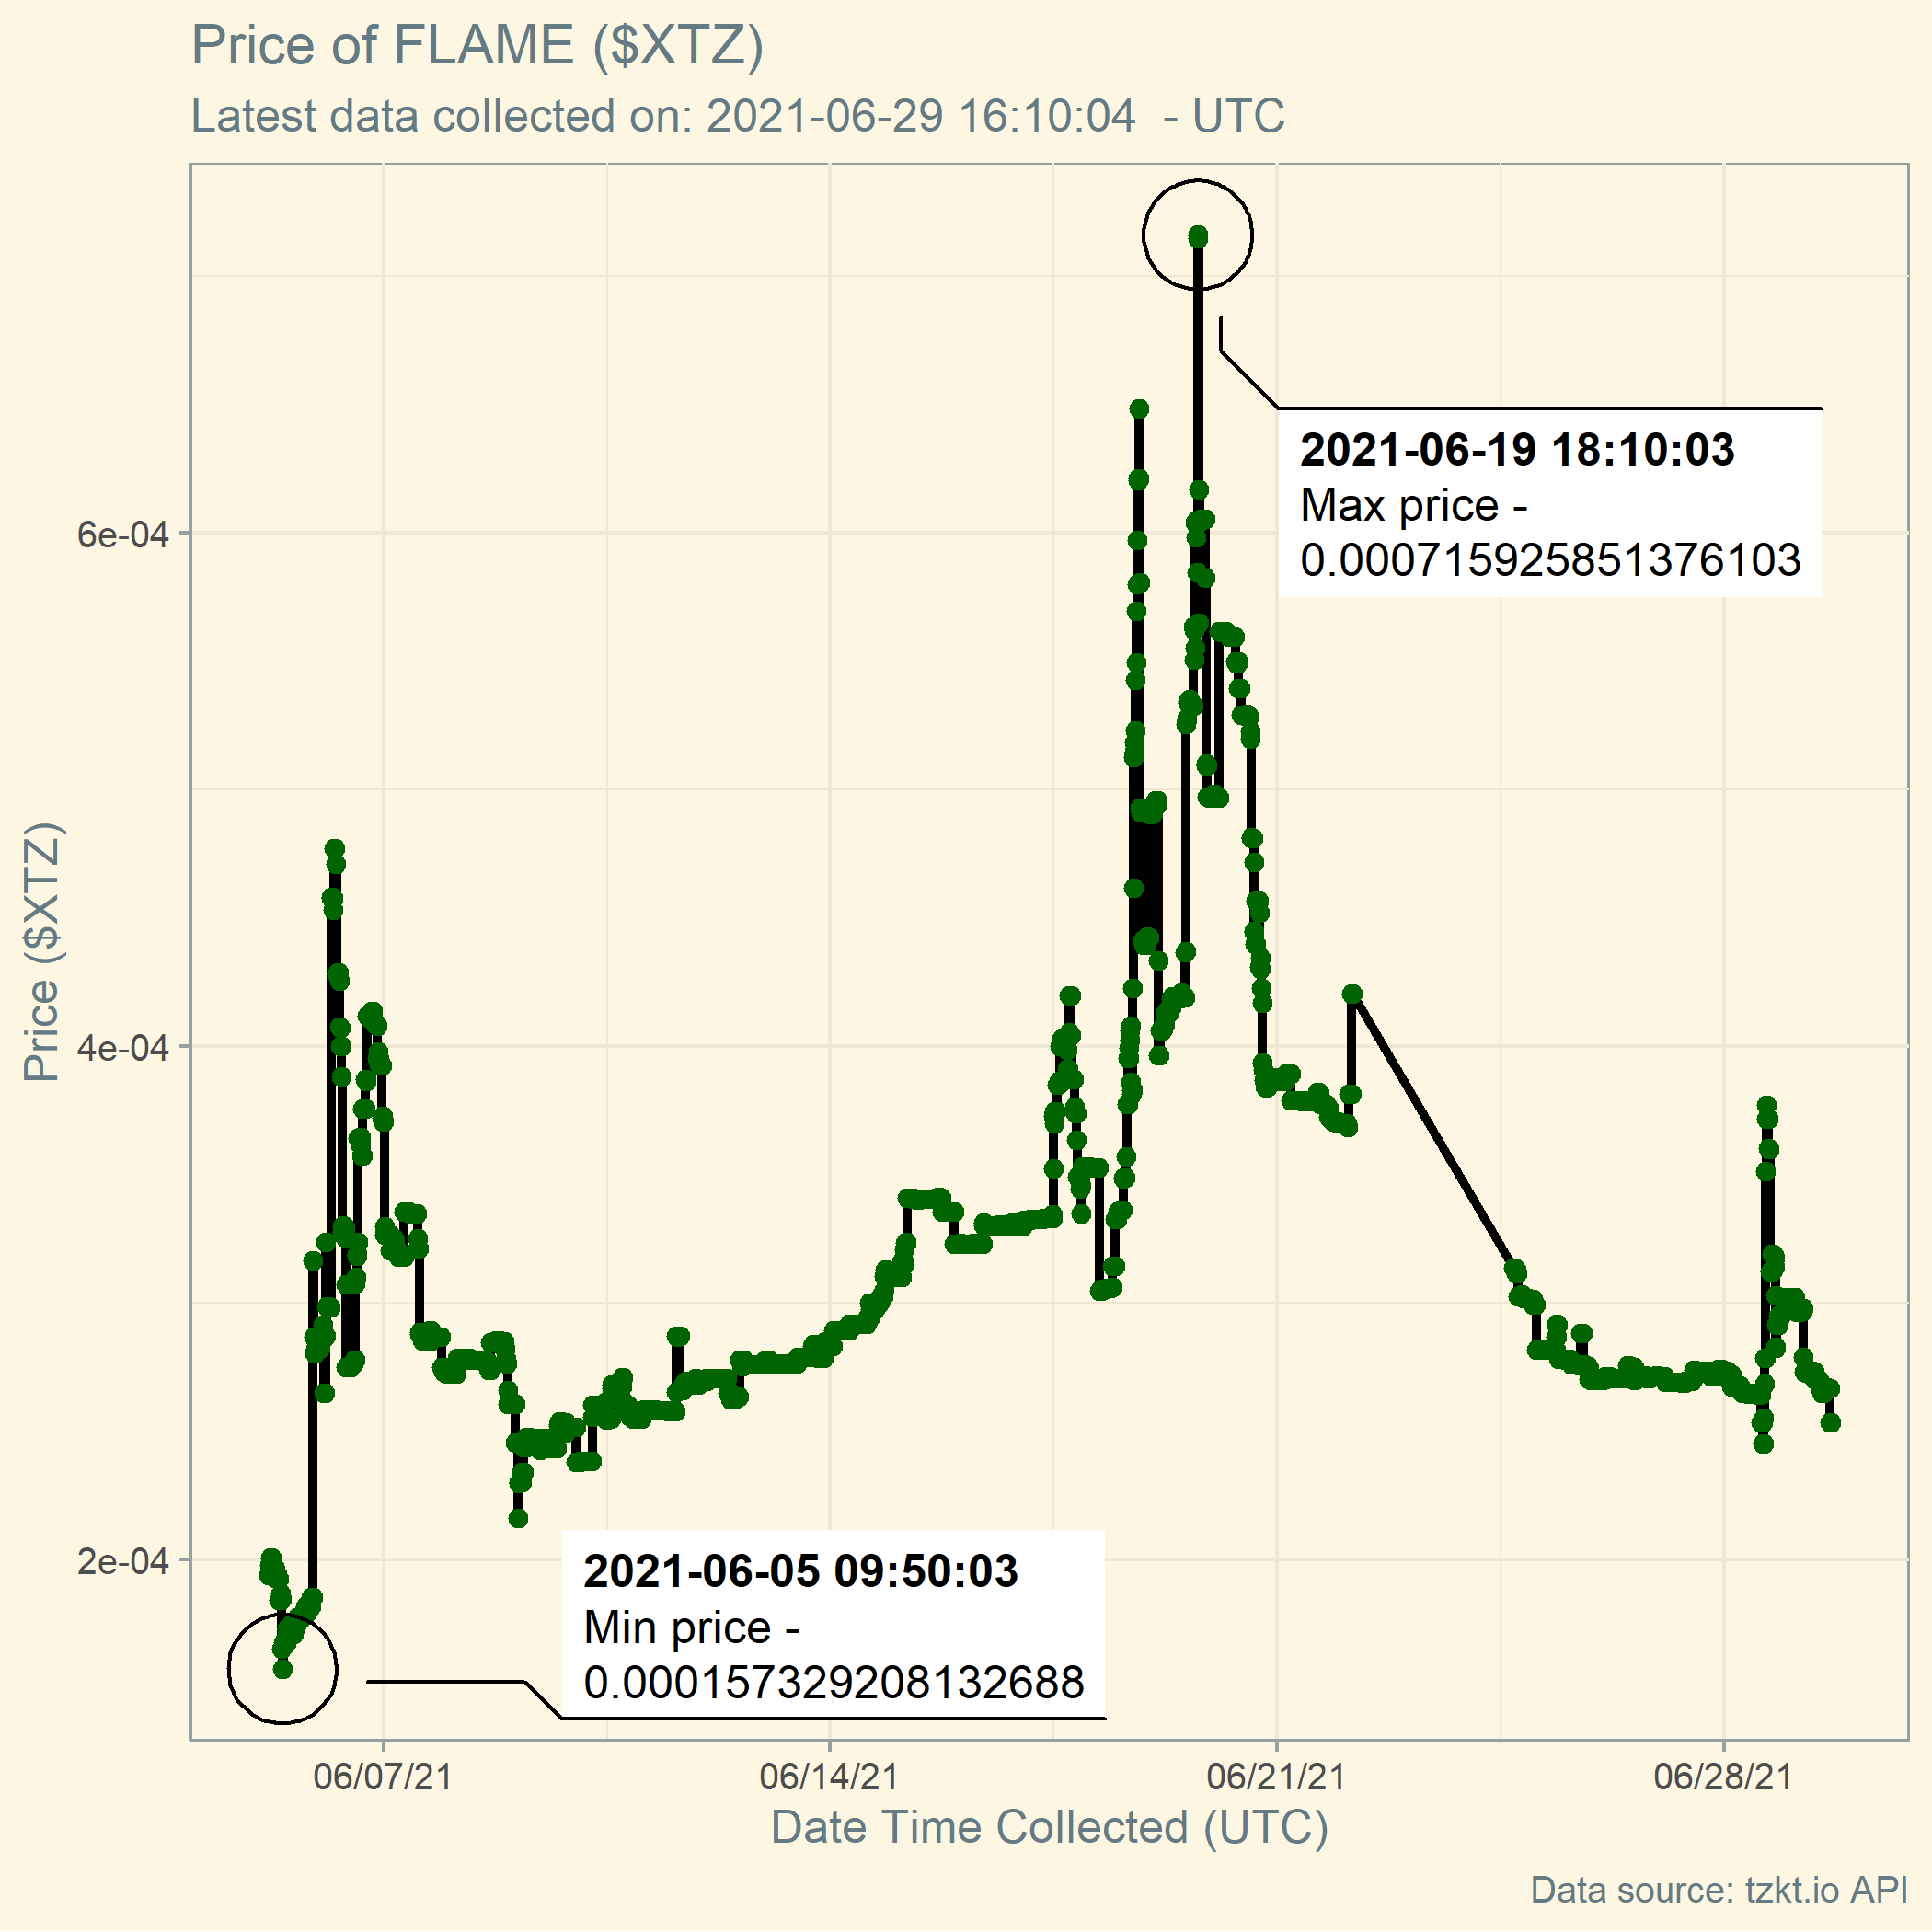 Price of FLAME ($XTZ)
Latest data collected on: 2021-06-29 16:10:04  - UTC
2021-06-19 18:10:03
Max price -
0.000715925851376103
6e-04
Price ($XTZ)
4e-04
2e-04
2021-06-05 09:50:03
Min price -
0.000157329208132688
06/07/21
06/14/21
06/21/21
06/28/21
Date Time Collected (UTC)
Data source: tzkt.io API